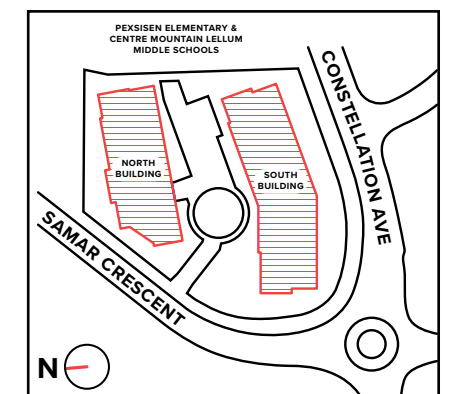 PEXSISEN ELEMENTARY &
CENTRE MOUNTAIN LELLUM
MIDDLE SCHOOLS
CONSTELLATION AVE
NORTH
BUILDING
SOUTH
BUILDING
SAMAR CRESCENT
N